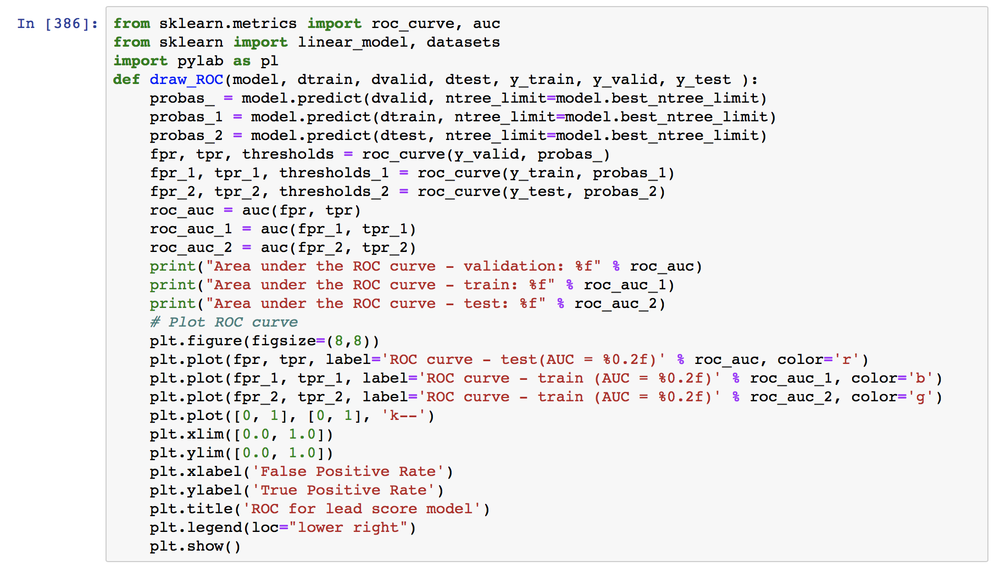 In [386]:
from sklearn.metrics import roc_curve, auc
from sklearn import linear_model, datasets
import pylab as pl
def draw_ROC(model, dtrain, dvalid, dtest, y_train, y_valid, y_test ):
    probas_ = model.predict(dvalid, ntree_limit=model.best_ntree_limit)
    probas_1 = model.predict(dtrain, ntree_limit=model.best_ntree_limit)
    probas_2 = model.predict(dtest, ntree_limit=model.best_ntree_limit)
    fpr, tpr, thresholds = roc_curve(y_valid, probas_)
    fpr_1, tpr_1, thresholds_1 = roc_curve(y_train, probas_1)
    fpr_2, tpr_2, thresholds_2 = roc_curve(y_test, probas_2)
    roc_auc = auc(fpr, tpr)
    roc_auc_1 = auc(fpr_1, tpr_1)
    roc_auc_2 = auc(fpr_2, tpr_2)
    print("Area under the ROC curve - validation: %f" % roc_auc)
    print("Area under the ROC curve - train: %f" % roc_auc_1)
    print("Area under the ROC curve - test: %f" % roc_auc_2)
    # Plot ROC curve
    plt.figure(figsize=(8,8))
    plt.plot(fpr, tpr, label='ROC curve - test(AUC = %0.2f)' % roc_auc, color='r')
    plt.plot(fpr_1, tpr_1, label='ROC curve - train (AUC = %0.2f)' % roc_auc_1, color='b')
    plt.plot(fpr_2, tpr_2, label='ROC curve - train (AUC = %0.2f)' % roc_auc_2, color='g')
    plt.plot([0, 1], [0, 1], 'k--')
    plt.xlim([0.0, 1.0])
    plt.ylim([0.0, 1.0])
    plt.xlabel('False Positive Rate')
    plt.ylabel('True Positive Rate')
    plt.title('ROC for lead score model')
    plt.legend(loc="lower right")
    plt.show()